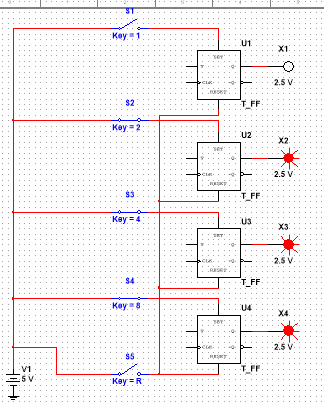 S1
Key = 1
U1
X1
SET
T Q
CLK ~Q
RESET
2.5 V
T_FF
S2
Key = 2
U2
X2
SET
T Q
CLK ~Q
RESET
2.5 V
T_FF
S3
Key = 4
U3
X3
SET
T Q
CLK ~Q
RESET
2.5 V
T_FF
S4
Key = 8
U4
X4
SET
T Q
CLK ~Q
RESET
2.5 V
T_FF
S5
Key = R
V1
5 V